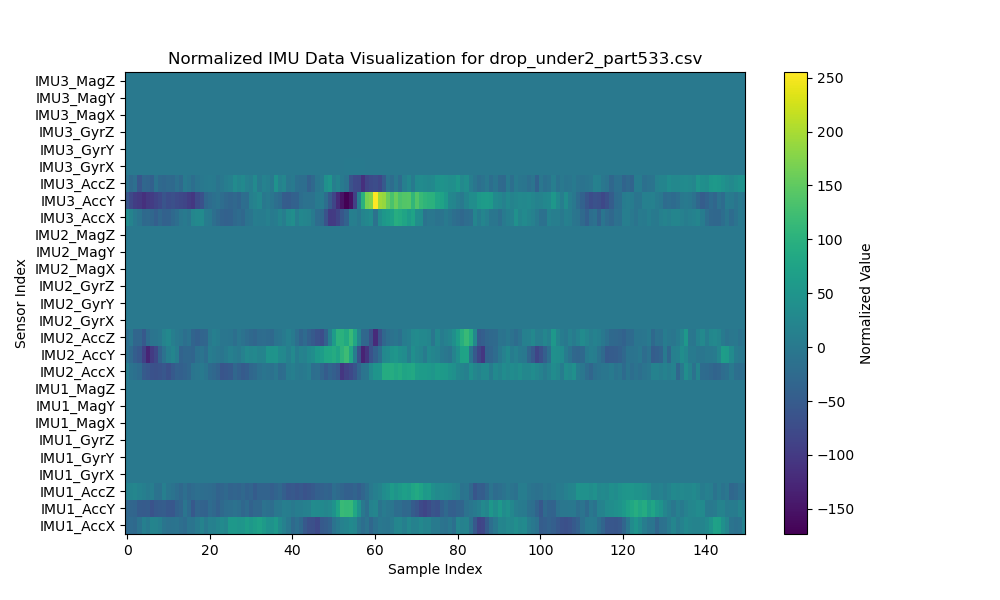 Normalized IMU Data Visualization for drop_under2_part533.csv
IMU3_MagZ
IMU3_MagY
IMU3_MagX
IMU3_GyrZ
IMU3_GyrY
IMU3_GyrX
IMU3_AccZ
IMU3_AccY
IMU3_AccX
IMU2_MagZ
IMU2_MagY
IMU2_MagX
IMU2_GyrZ
IMU2_GyrY
IMU2_GyrX
IMU2_AccZ
IMU2_AccY
IMU2_AccX
IMU1_MagZ
IMU1_MagY
IMU1_MagX
IMU1_GyrZ
IMU1_GyrY
IMU1_GyrX
IMU1_AccZ
IMU1_AccY
IMU1_AccX
Sensor Index
0 20 40 60 80 100 120 140
Sample Index
250
200
150
100
50
0
−50
−100
−150
Normalized Value